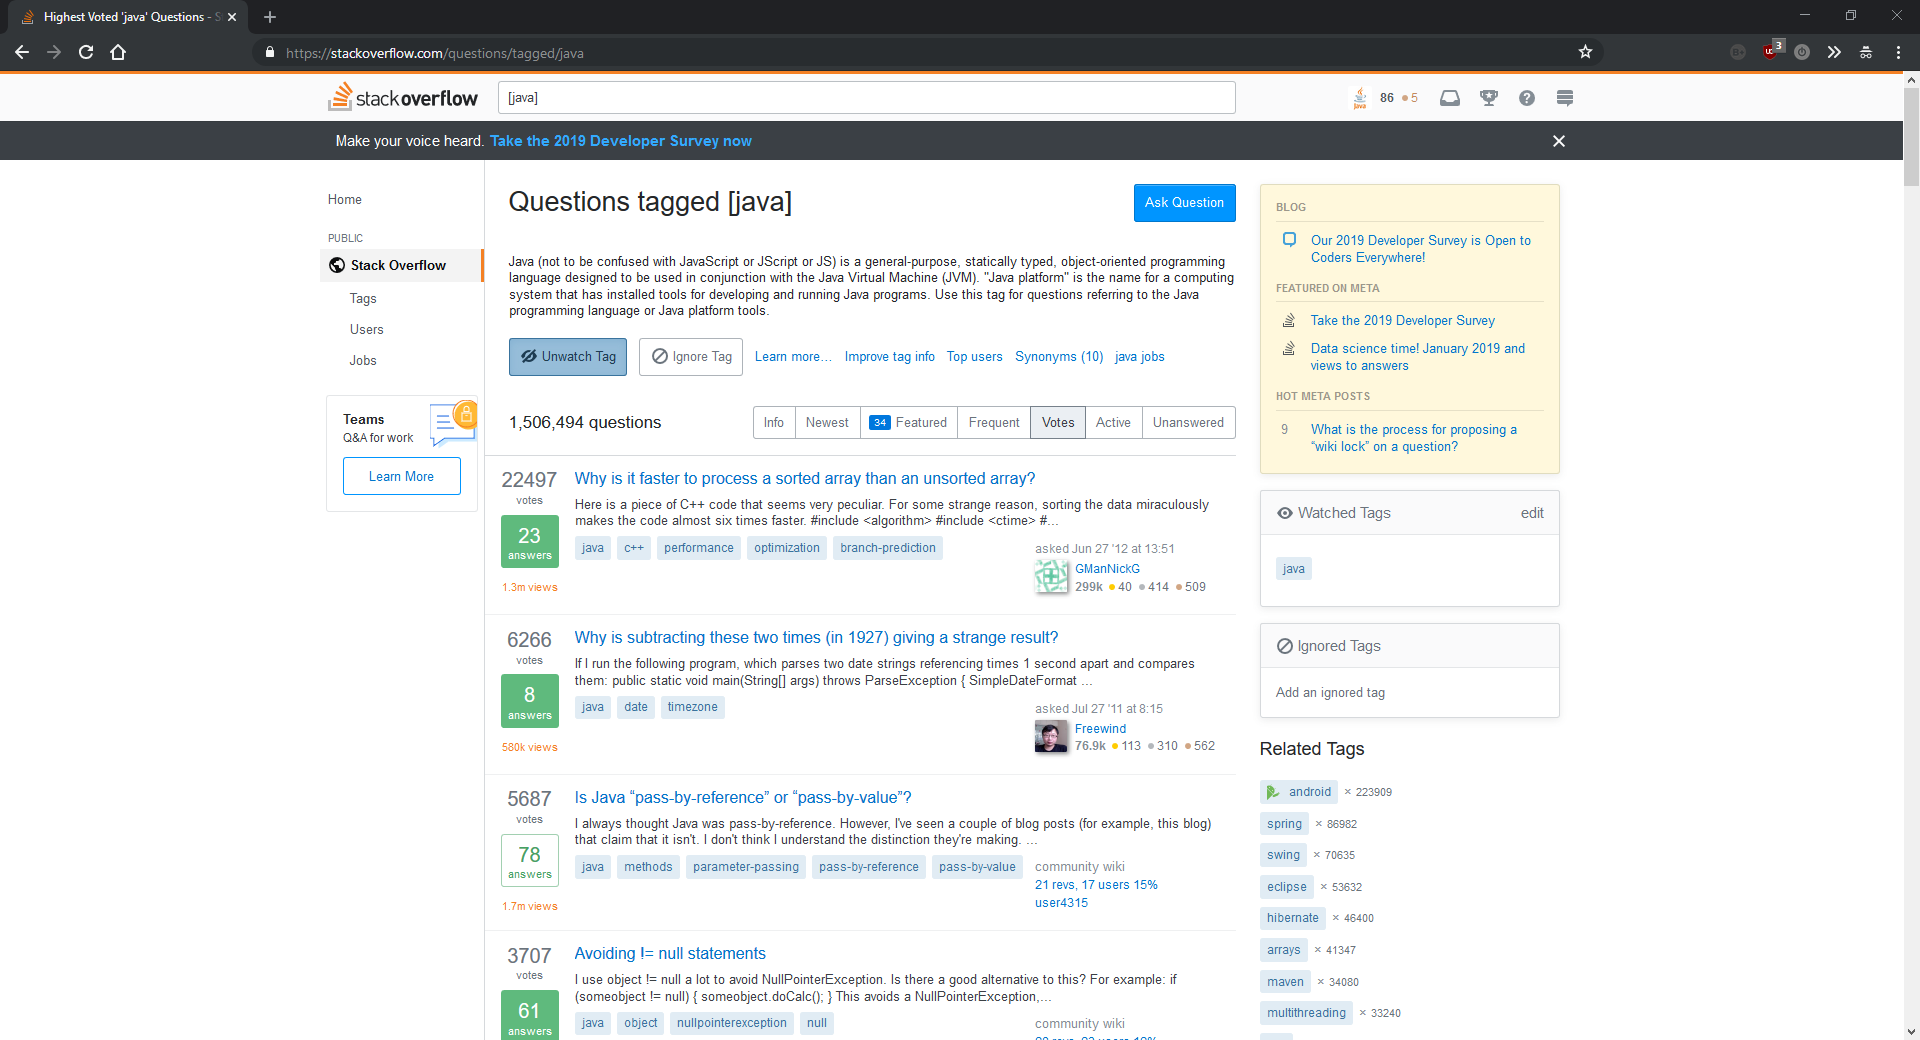 Highest Voted 'java' Questions - S
https://stackoverflow.com/questions/tagged/java
3
stackoverflow
[java]
java
86 5
Make your voice heard. Take the 2019 Developer Survey now
Home
PUBLIC
Stack Overflow
Tags
Users
Jobs
Teams
Q&A for work
Learn More
Questions tagged [java]
Ask Question
Java (not to be confused with JavaScript or JScript or JS) is a general-purpose, statically typed, object-oriented programming
language designed to be used in conjunction with the Java Virtual Machine (JVM). "Java platform" is the name for a computing
system that has installed tools for developing and running Java programs. Use this tag for questions referring to the Java
programming language or Java platform tools.
Unwatch Tag Ignore Tag Learn more… Improve tag info Top users Synonyms (10) java jobs
1,506,494 questions
Info Newest 34 Featured Frequent Votes Active Unanswered
22497
votes
23
answers
1.3m views
Why is it faster to process a sorted array than an unsorted array?
Here is a piece of C++ code that seems very peculiar. For some strange reason, sorting the data miraculously
makes the code almost six times faster. #include <algorithm> #include <ctime> #…
java c++ performance optimization branch-prediction
asked Jun 27 '12 at 13:51
GManNickG
299k 40 414 509
6266
votes
8
answers
580k views
Why is subtracting these two times (in 1927) giving a strange result?
If I run the following program, which parses two date strings referencing times 1 second apart and compares
them: public static void main(String[] args) throws ParseException { SimpleDateFormat …
java date timezone
asked Jul 27 '11 at 8:15
Freewind
76.9k 113 310 562
5687
votes
78
answers
1.7m views
Is Java “pass-by-reference” or “pass-by-value”?
I always thought Java was pass-by-reference. However, I've seen a couple of blog posts (for example, this blog)
that claim that it isn't. I don't think I understand the distinction they're making. …
java methods parameter-passing pass-by-reference pass-by-value
community wiki
21 revs, 17 users 15%
user4315
3707
votes
61
answers
Avoiding != null statements
I use object != null a lot to avoid NullPointerException. Is there a good alternative to this? For example: if
(someobject != null) { someobject.doCalc(); } This avoids a NullPointerException,…
java object nullpointerexception null
community wiki
BLOG
Our 2019 Developer Survey is Open to
Coders Everywhere!
FEATURED ON META
Take the 2019 Developer Survey
Data science time! January 2019 and
views to answers
HOT META POSTS
9 What is the process for proposing a
“wiki lock” on a question?
Watched Tags edit
java
Ignored Tags
Add an ignored tag
Related Tags
android × 223909
spring × 86982
swing × 70635
eclipse × 53632
hibernate × 46400
arrays × 41347
maven × 34080
multithreading × 33240